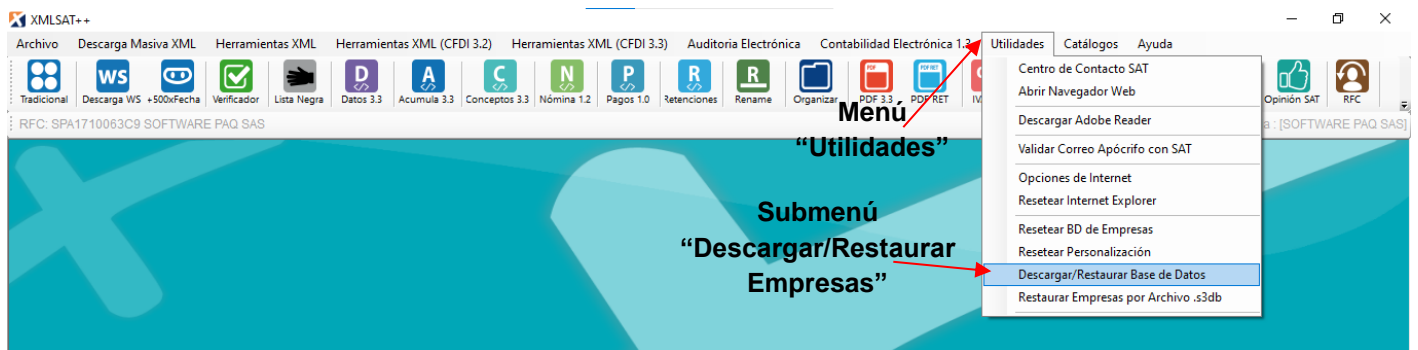 XMLSAT++
Archivo Descarga Masiva XML Herramientas XML Herramientas XML (CFDI 3.2) Herramientas XML (CFDI 3.3) Auditoria Electrónica Contabilidad Electrónica 1.3 Utilidades Catálogos Ayuda
WS D A C N P R R PDF PDF RET
Tradicional Descarga WS +500xFecha Verificador Lista Negra Datos 3.3 Acumula 3.3 Conceptos 3.3 Nómina 1.2 Pagos 1.0 Retenciones Rename Organizar PDF 3.3 PDF RET Opinión SAT RFC
RFC: SPA1710063C9 SOFTWARE PAQ SAS
a : [SOFTWARE PAQ SAS]
Centro de Contacto SAT
Abrir Navegador Web
Descargar Adobe Reader
Validar Correo Apócrifo con SAT
Opciones de Internet
Resetear Internet Explorer
Resetear BD de Empresas
Resetear Personalización
Descargar/Restaurar Base de Datos
Restaurar Empresas por Archivo .s3db
Menú
“Utilidades”
Submenú
“Descargar/Restaurar
Empresas”